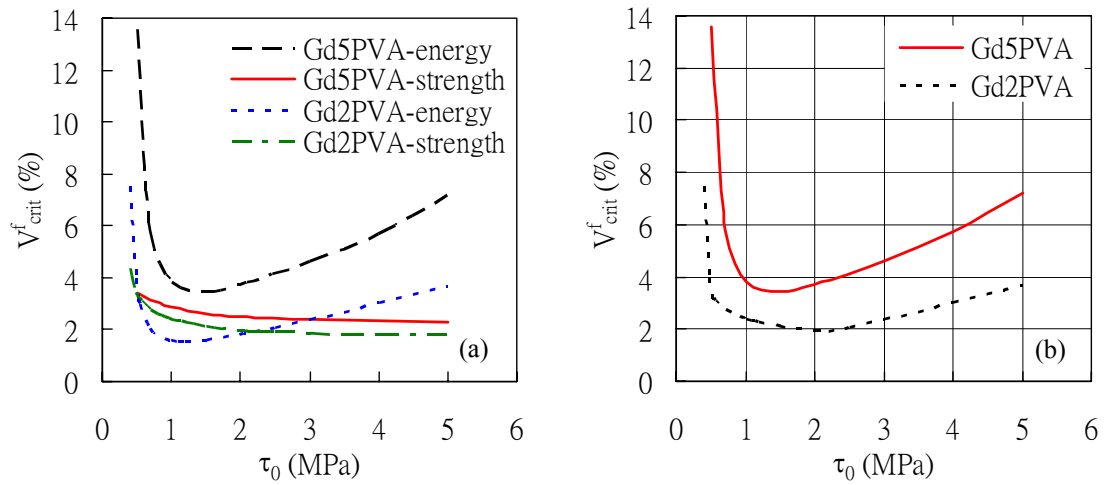 14
12
10
8
6
4
2
0
V^f_crit (%)
Gd5PVA-energy
Gd5PVA-strength
Gd2PVA-energy
Gd2PVA-strength
(a)
0 1 2 3 4 5 6
τ0 (MPa)
14
12
10
8
6
4
2
0
V^f_crit (%)
Gd5PVA
Gd2PVA
(b)
0 1 2 3 4 5 6
τ0 (MPa)